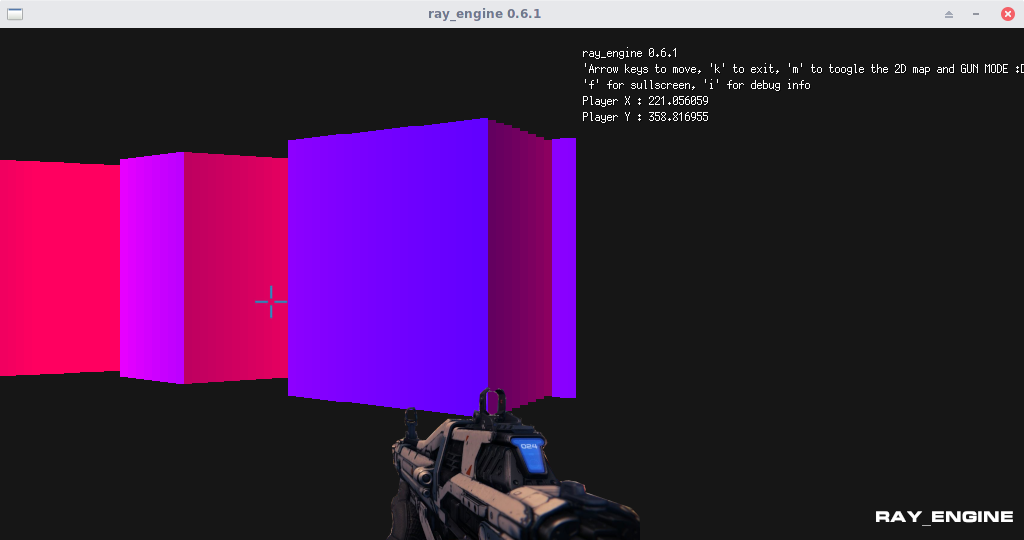 ray_engine 0.6.1
ray_engine 0.6.1
'Arrow keys to move, 'k' to exit, 'm' to toogle the 2D map and GUN MODE :D
'f' for sullscreen, 'i' for debug info
Player X : 221.056059
Player Y : 358.816955
024
RAY_ENGINE